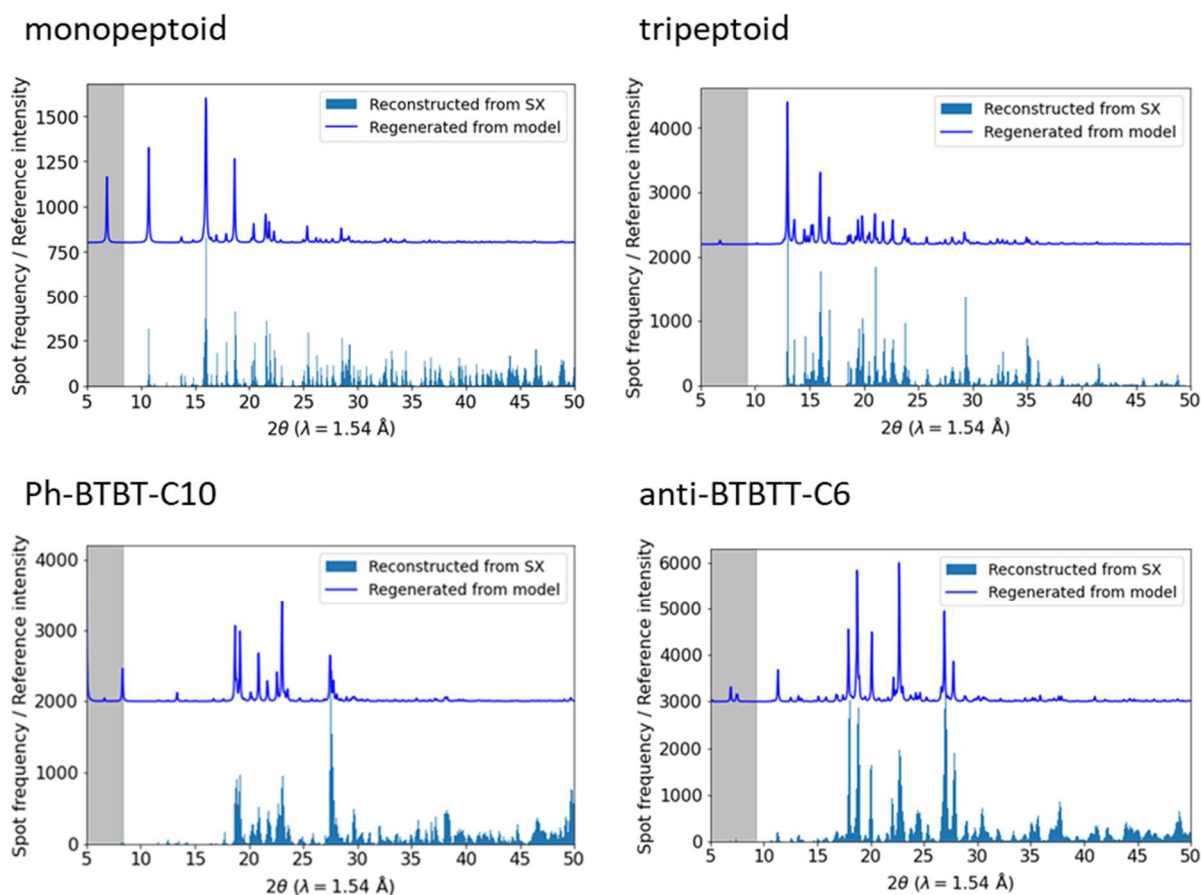 monopeptoid
Spot frequency / Reference intensity
1500
1250
1000
750
500
250
0
Reconstructed from SX
Regenerated from model
5 10 15 20 25 30 35 40 45 50
2θ (λ = 1.54 Å)
tripeptoid
Spot frequency / Reference intensity
4000
3000
2000
1000
0
Reconstructed from SX
Regenerated from model
5 10 15 20 25 30 35 40 45 50
2θ (λ = 1.54 Å)
Ph-BTBT-C10
Spot frequency / Reference intensity
4000
3000
2000
1000
0
Reconstructed from SX
Regenerated from model
5 10 15 20 25 30 35 40 45 50
2θ (λ = 1.54 Å)
anti-BTBTT-C6
Spot frequency / Reference intensity
6000
5000
4000
3000
2000
1000
0
Reconstructed from SX
Regenerated from model
5 10 15 20 25 30 35 40 45 50
2θ (λ = 1.54 Å)